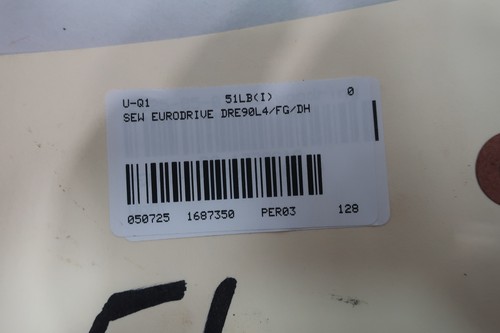 U-Q1 51LB(I) 0
SEW EURODRIVE DRE90L4/FG/DH
050725 1687350 PER03 128